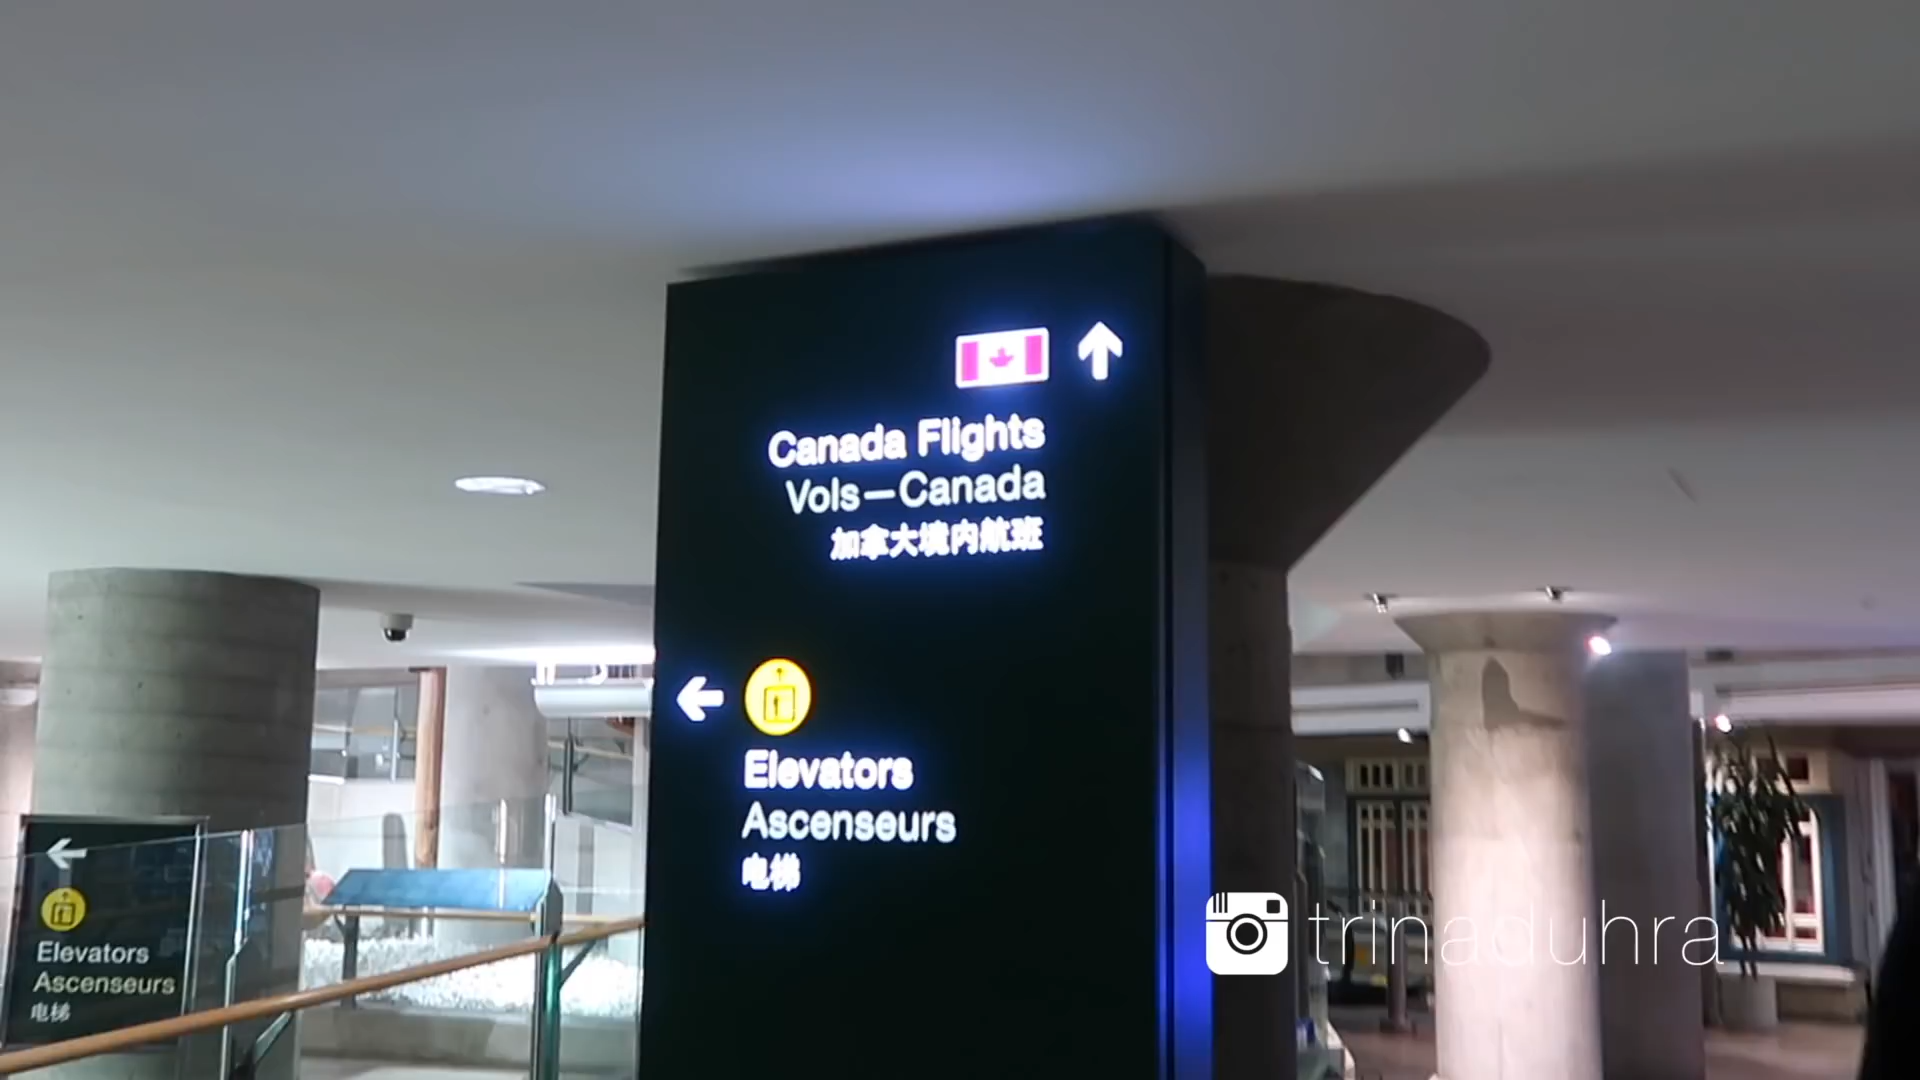 Canada Flights
Vols—Canada
加拿大境内航班
Elevators
Ascenseurs
电梯
Elevators
Ascenseurs
电梯
trinaduhra